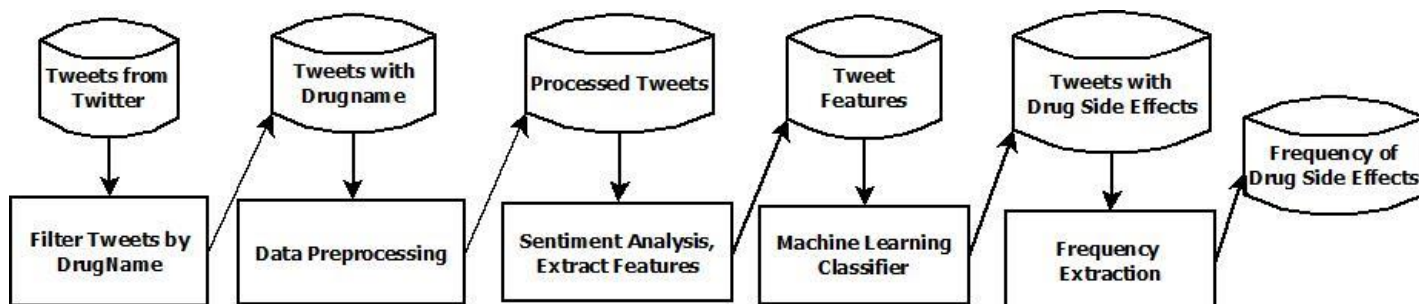 Tweets from
Twitter
Tweets with
Drugname
Processed Tweets
Tweet
Features
Tweets with
Drug Side Effects
Frequency of
Drug Side Effects
Filter Tweets by
DrugName
Data Preprocessing
Sentiment Analysis,
Extract Features
Machine Learning
Classifier
Frequency
Extraction